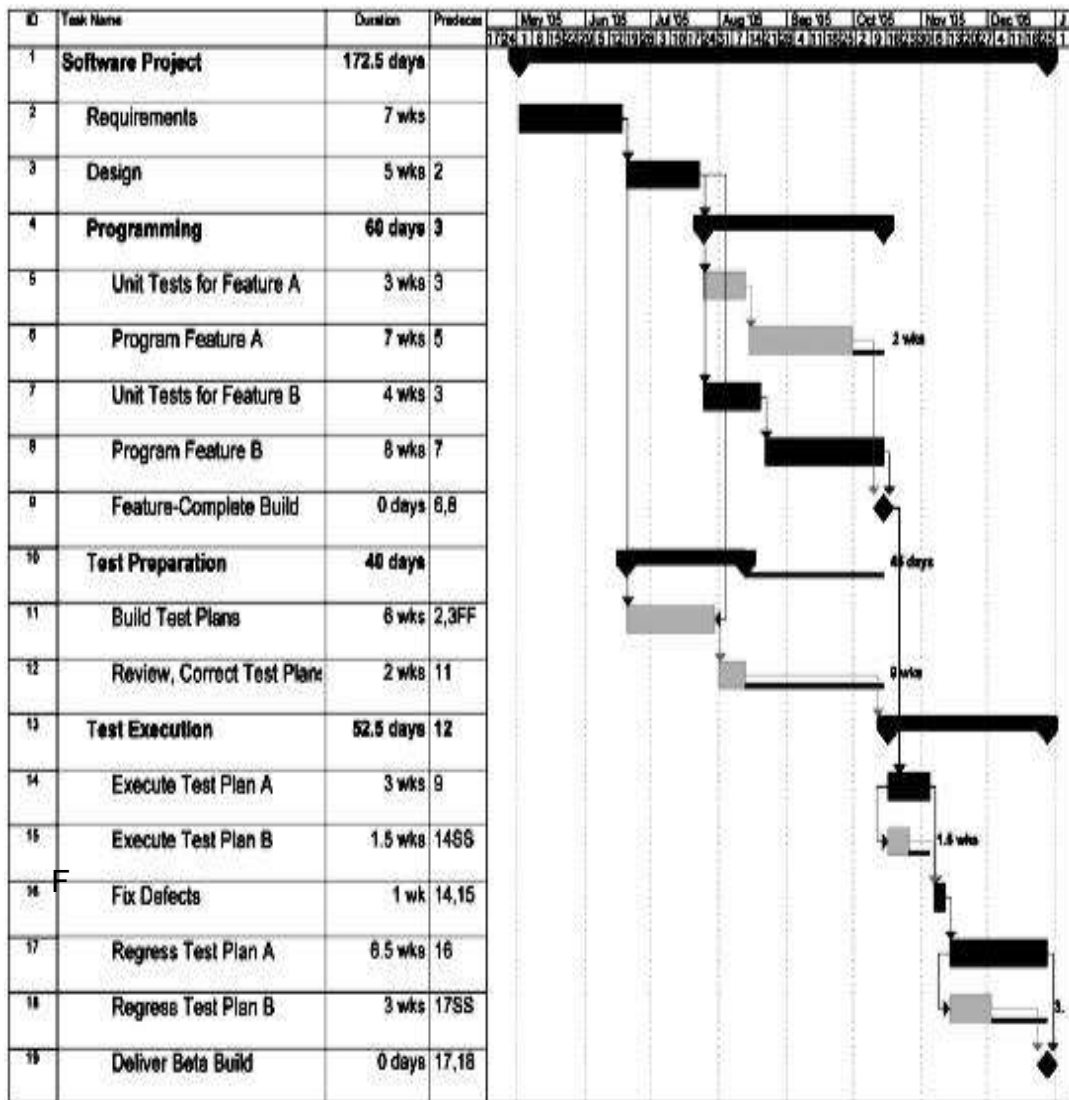 ID Task Name Duration Predeces May '05 Jun '05 Jul '05 Aug '05 Sep '05 Oct '05 Nov '05 Dec '05 J
1 Software Project 172.5 days
2 Requirements 7 wks
3 Design 5 wks 2
4 Programming 60 days 3
5 Unit Tests for Feature A 3 wks 3
6 Program Feature A 7 wks 5 2 wks
7 Unit Tests for Feature B 4 wks 3
8 Program Feature B 8 wks 7
9 Feature-Complete Build 0 days 6,8
10 Test Preparation 40 days 45 days
11 Build Test Plans 6 wks 2,3FF
12 Review, Correct Test Plans 2 wks 11 9 wks
13 Test Execution 52.5 days 12
14 Execute Test Plan A 3 wks 9
15 Execute Test Plan B 1.5 wks 14SS 1.5 wks
F
16 Fix Defects 1 wk 14,15
17 Regress Test Plan A 6.5 wks 16
18 Regress Test Plan B 3 wks 17SS 3.
19 Deliver Beta Build 0 days 17,18